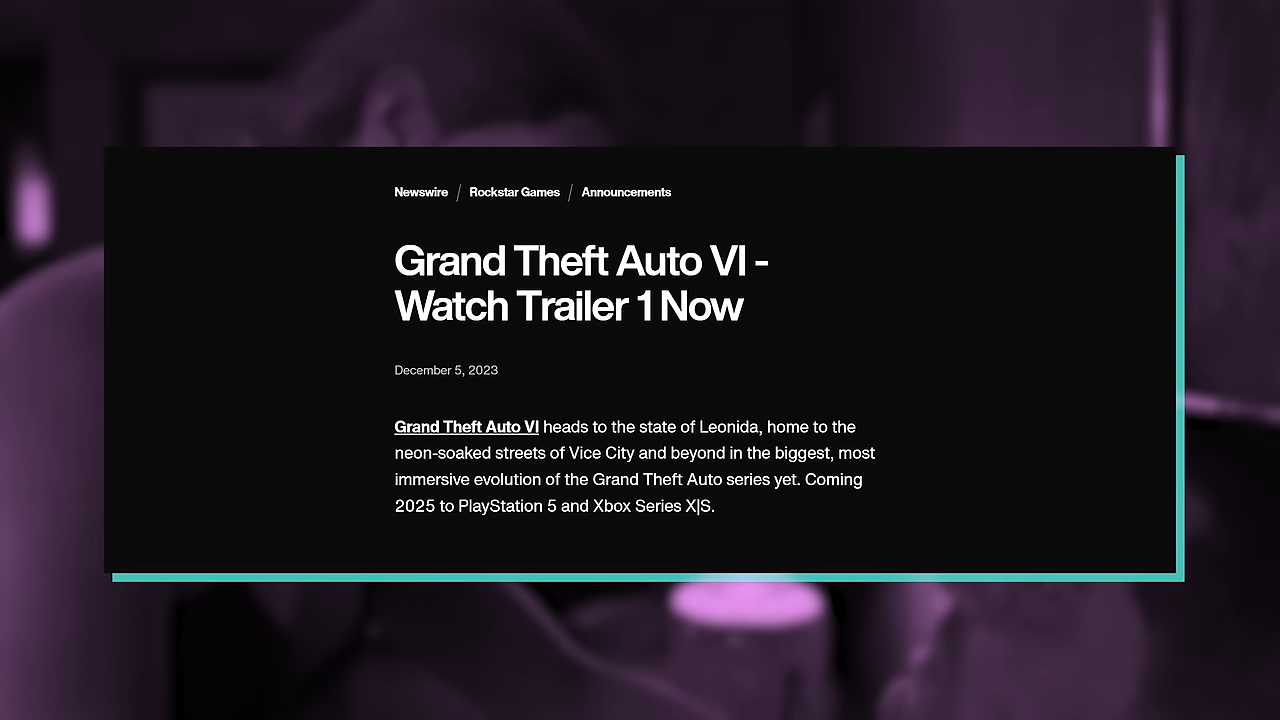 Newswire / Rockstar Games / Announcements
Grand Theft Auto VI -
Watch Trailer 1 Now
December 5, 2023
Grand Theft Auto VI heads to the state of Leonida, home to the
neon-soaked streets of Vice City and beyond in the biggest, most
immersive evolution of the Grand Theft Auto series yet. Coming
2025 to PlayStation 5 and Xbox Series X|S.